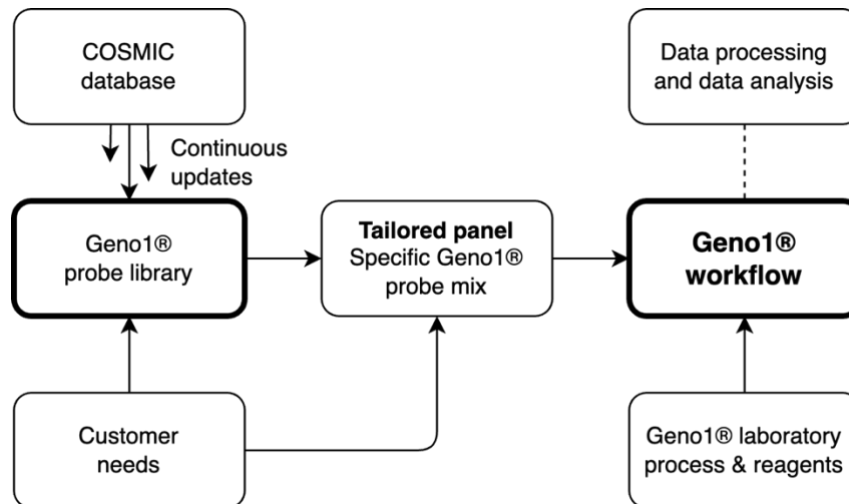 COSMIC
database
Continuous
updates
Geno1®
probe library
Customer
needs
Tailored panel
Specific Geno1®
probe mix
Data processing
and data analysis
Geno1®
workflow
Geno1® laboratory
process & reagents